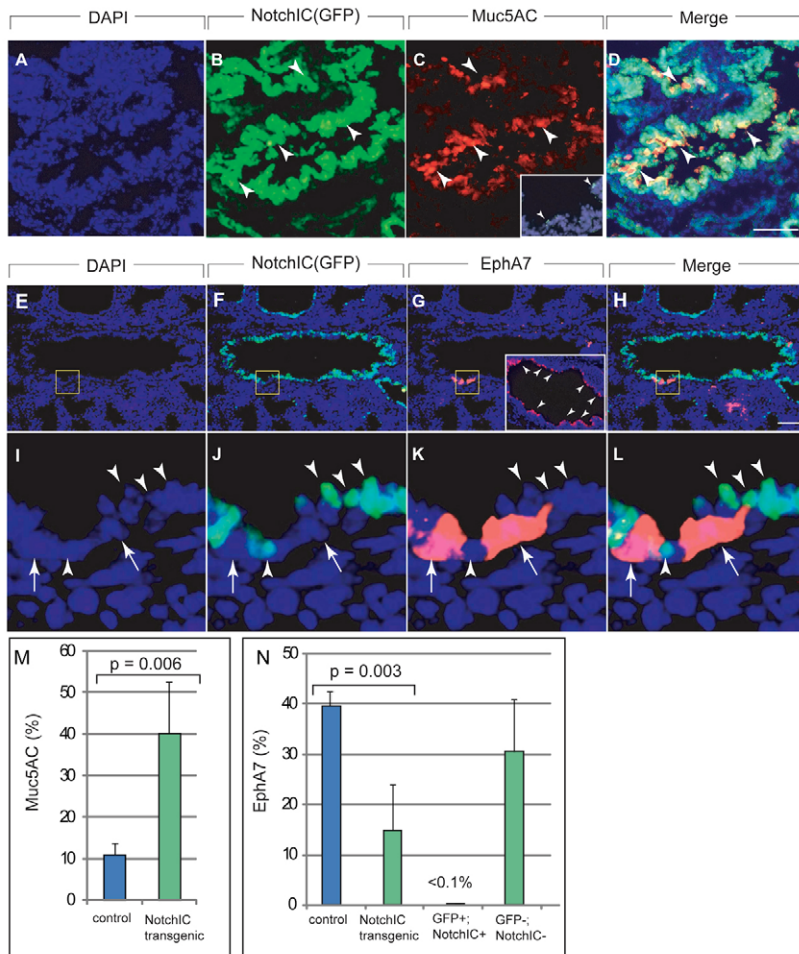 DAPI NotchIC(GFP) Muc5AC Merge
A B C D
DAPI NotchIC(GFP) EphA7 Merge
E F G H
I J K L
M
p = 0.006
60
50
40
30
20
10
0
Muc5AC (%)
control NotchIC transgenic
N
p = 0.003
50
40
30
20
10
0
EphA7 (%)
<0.1%
control NotchIC transgenic GFP+; NotchIC+ GFP-; NotchIC-